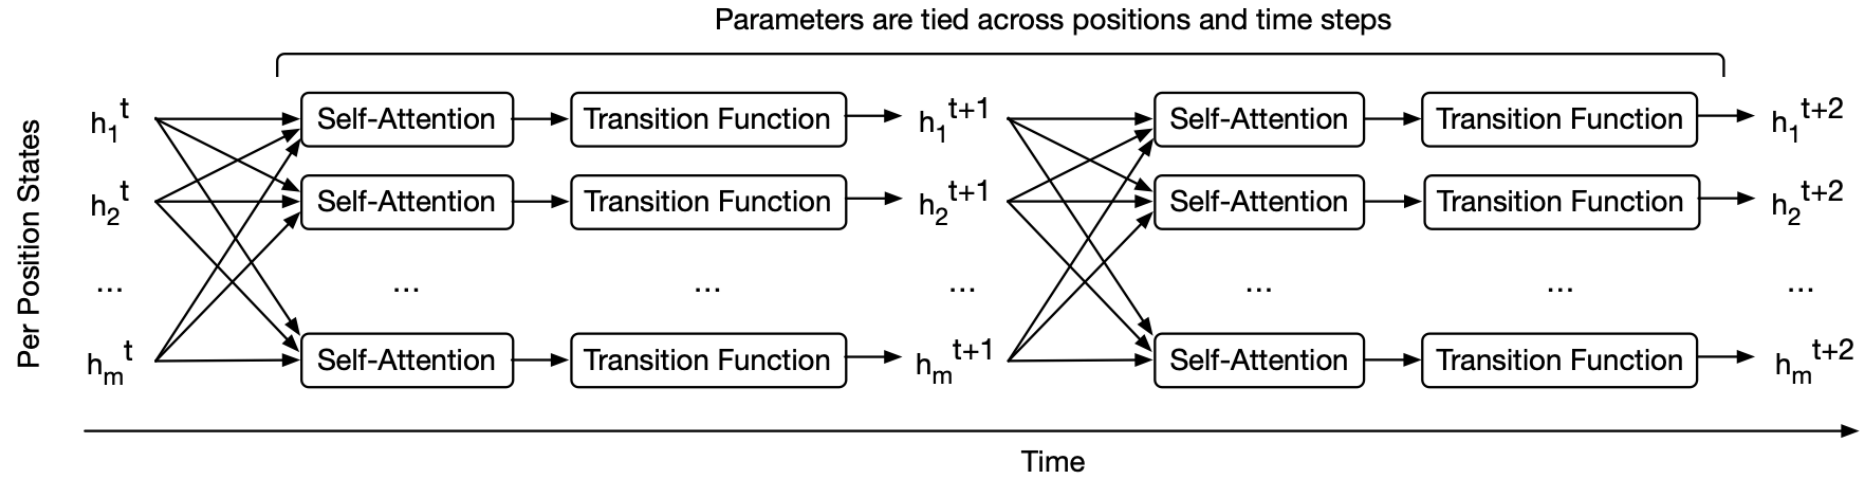 Parameters are tied across positions and time steps
Per Position States
h₁ᵗ Self-Attention Transition Function h₁ᵗ⁺¹ Self-Attention Transition Function h₁ᵗ⁺²
h₂ᵗ Self-Attention Transition Function h₂ᵗ⁺¹ Self-Attention Transition Function h₂ᵗ⁺²
... ... ... ... ... ... ...
hₘᵗ Self-Attention Transition Function hₘᵗ⁺¹ Self-Attention Transition Function hₘᵗ⁺²
Time